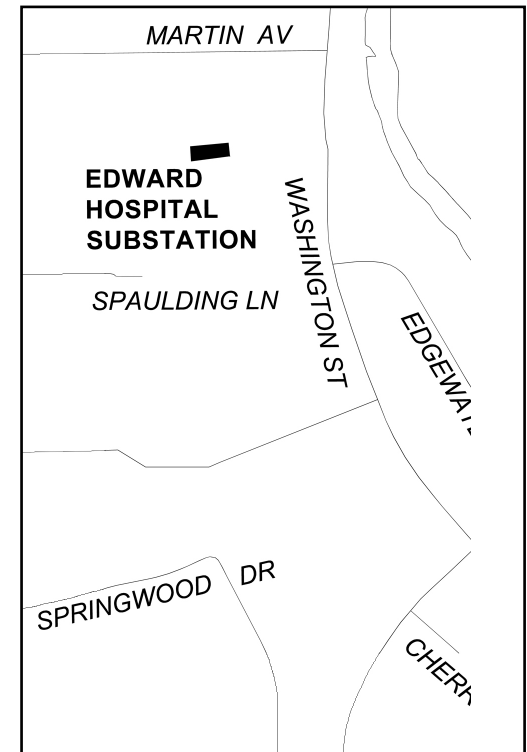 MARTIN AV
EDWARD
HOSPITAL
SUBSTATION
WASHINGTON ST
SPAULDING LN
SPRINGWOOD DR